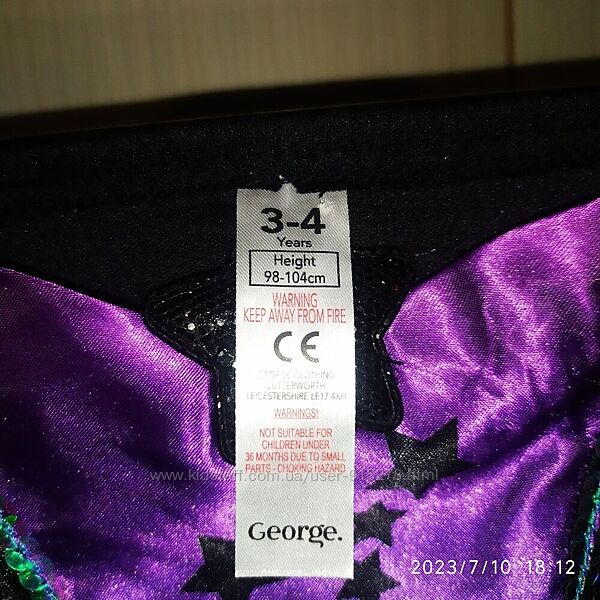 3-4
Years
Height
98-104cm
WARNING
KEEP AWAY FROM FIRE
CE
GEORGE CLOTHING
LUTTERWORTH
LEICESTERSHIRE LE17 4XH
WARNINGS!
NOT SUITABLE FOR
CHILDREN UNDER
36 MONTHS DUE TO SMALL
PARTS - CHOKING HAZARD
George.
2023/7/10 18:12